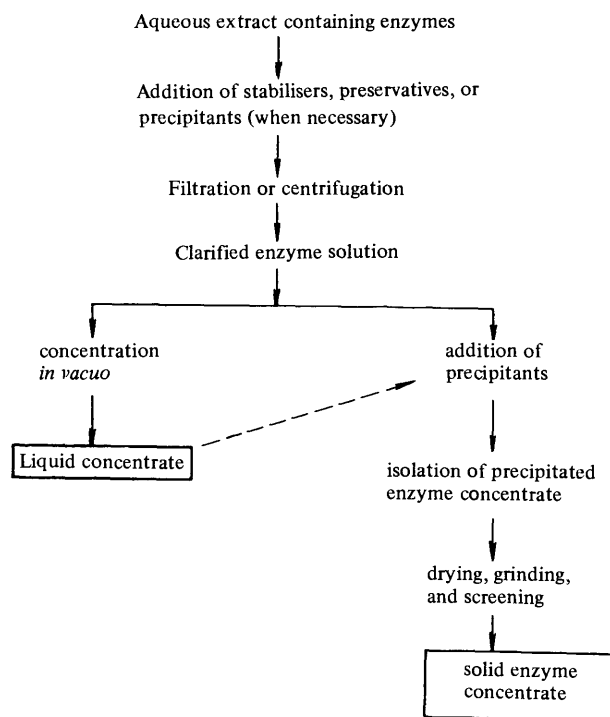 Aqueous extract containing enzymes
Addition of stabilisers, preservatives, or
precipitants (when necessary)
Filtration or centrifugation
Clarified enzyme solution
concentration
in vacuo
Liquid concentrate
addition of
precipitants
isolation of precipitated
enzyme concentrate
drying, grinding,
and screening
solid enzyme
concentrate